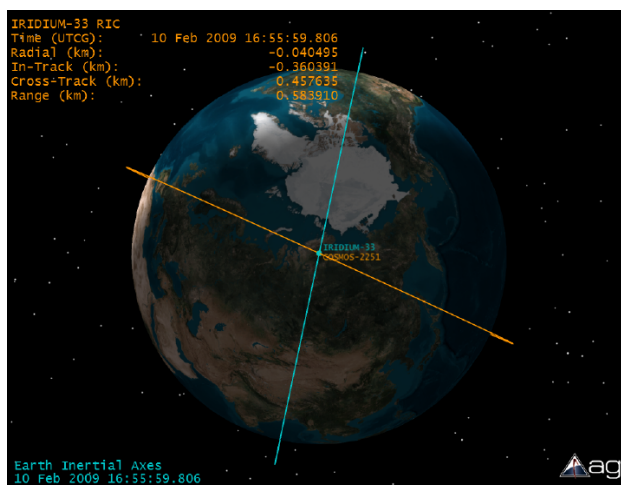 IRIDIUM-33 RIC
Time (UTCG): 10 Feb 2009 16:55:59.806
Radial (km): -0.040495
In-Track (km): -0.360391
Cross-Track (km): 0.457635
Range (km): 0.583910
IRIDIUM-33
COSMOS-2251
Earth Inertial Axes
10 Feb 2009 16:55:59.806
ag